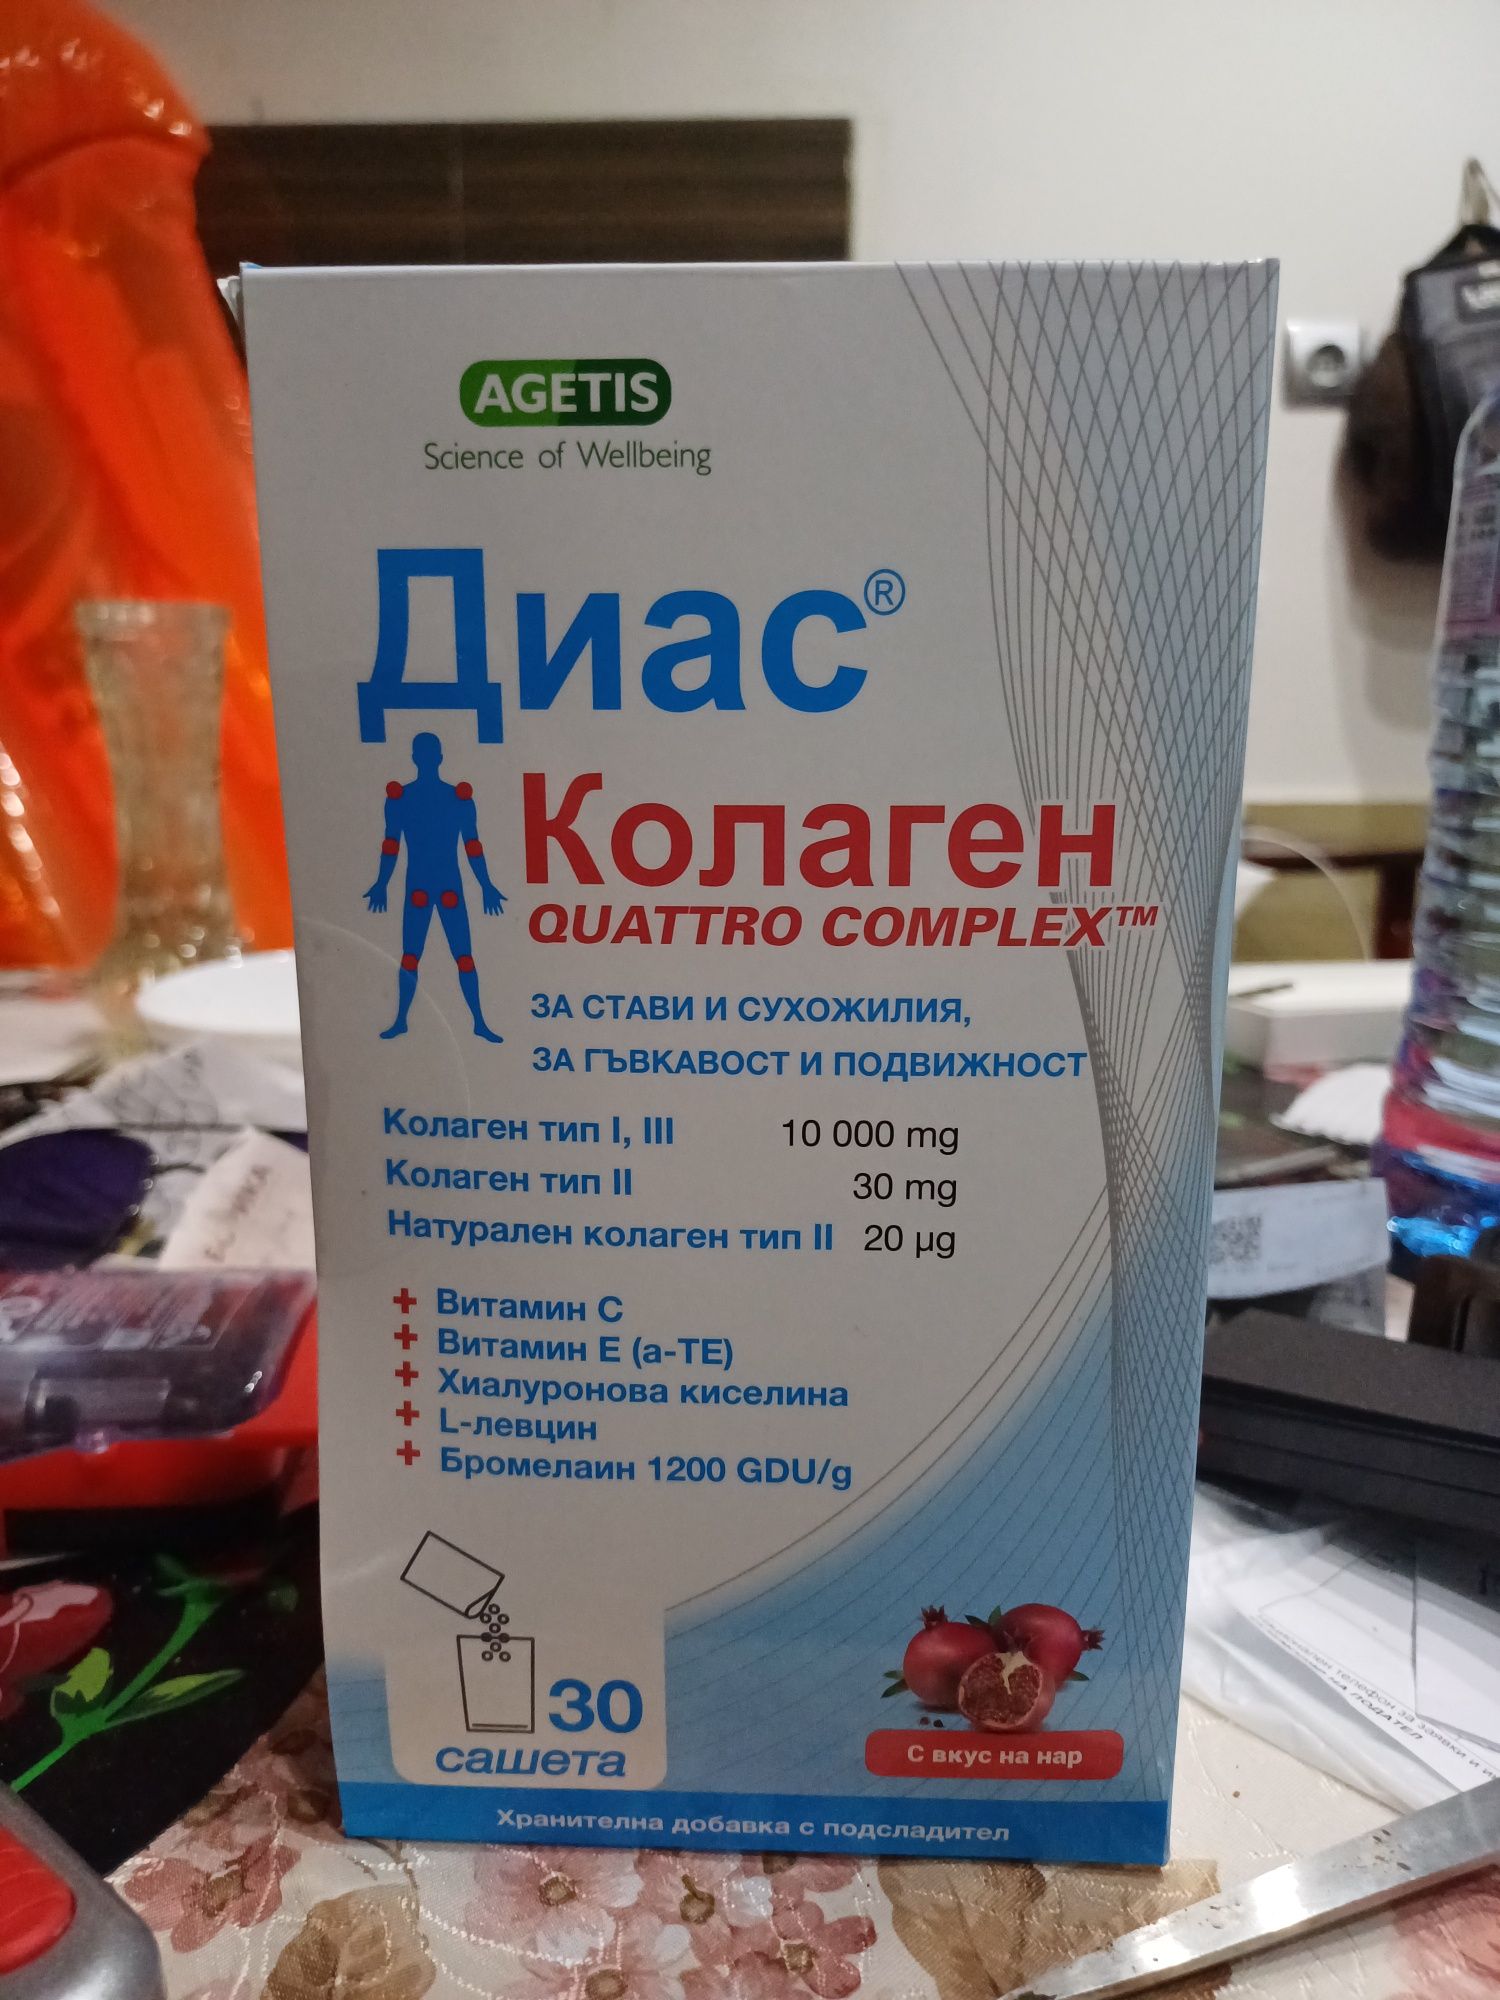 AGETIS
Science of Wellbeing
Диас®
Колаген
QUATTRO COMPLEX™
ЗА СТАВИ И СУХОЖИЛИЯ,
ЗА ГЪВКАВОСТ И ПОДВИЖНОСТ
Колаген тип I, III 10 000 mg
Колаген тип II 30 mg
Натурален колаген тип II 20 µg
+ Витамин C
+ Витамин E (a-TE)
+ Хиалуронова киселина
+ L-левцин
+ Бромелаин 1200 GDU/g
30
сашета
С вкус на нар
Хранителна добавка с подсладител